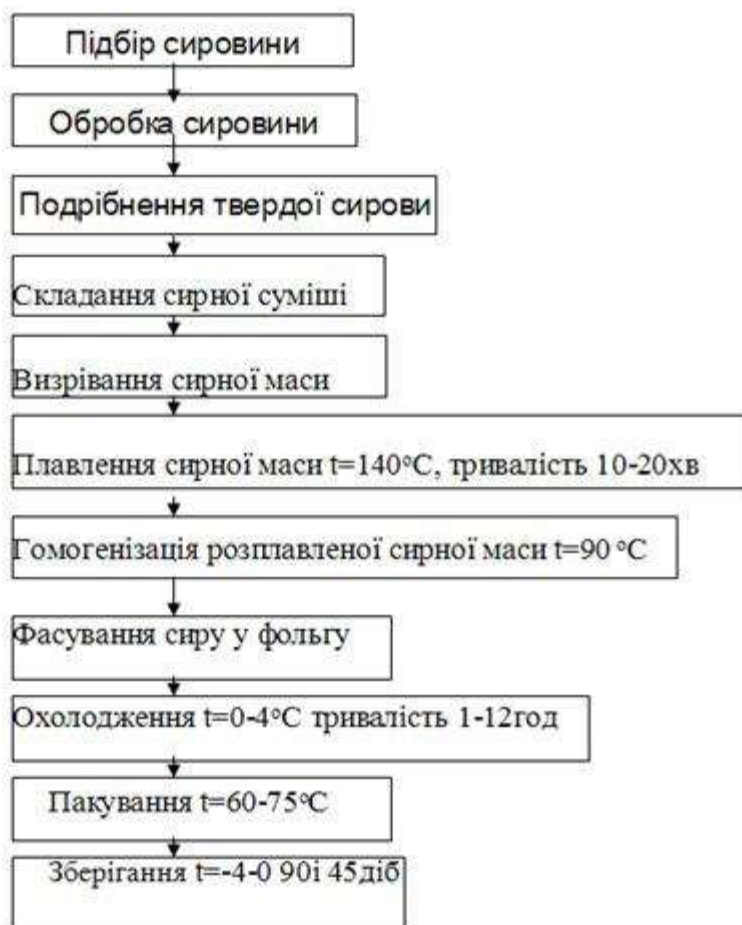 Підбір сировини
Обробка сировини
Подрібнення твердої сирови
Складання сирної суміші
Визрівання сирної маси
Плавлення сирної маси t=140°C, тривалість 10-20хв
Гомогенізація розплавленої сирної маси t=90 °C
Фасування сиру у фольгу
Охолодження t=0-4°C тривалість 1-12год
Пакування t=60-75°C
Зберігання t=-4-0 90і 45діб